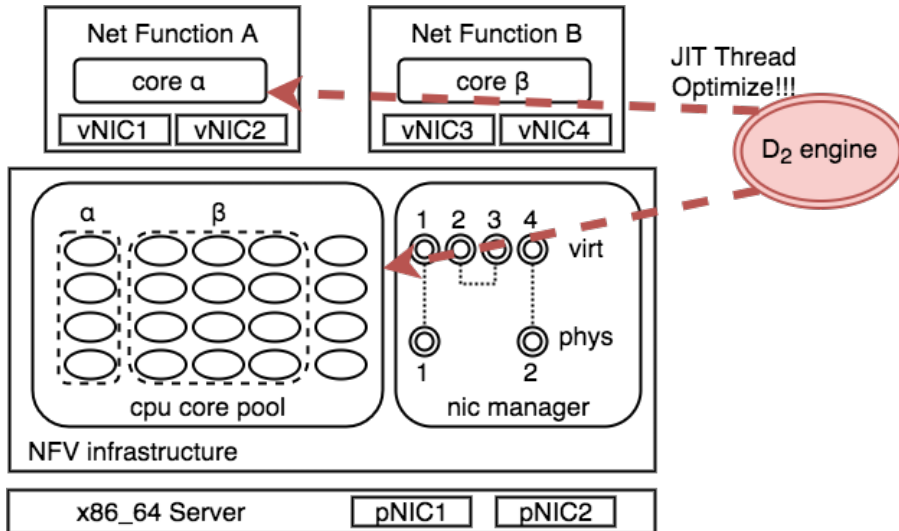 Net Function A
core α
vNIC1 vNIC2
Net Function B
core β
vNIC3 vNIC4
JIT Thread
Optimize!!!
D2 engine
α β
1 2 3 4
virt
phys
1 2
cpu core pool
nic manager
NFV infrastructure
x86_64 Server
pNIC1 pNIC2